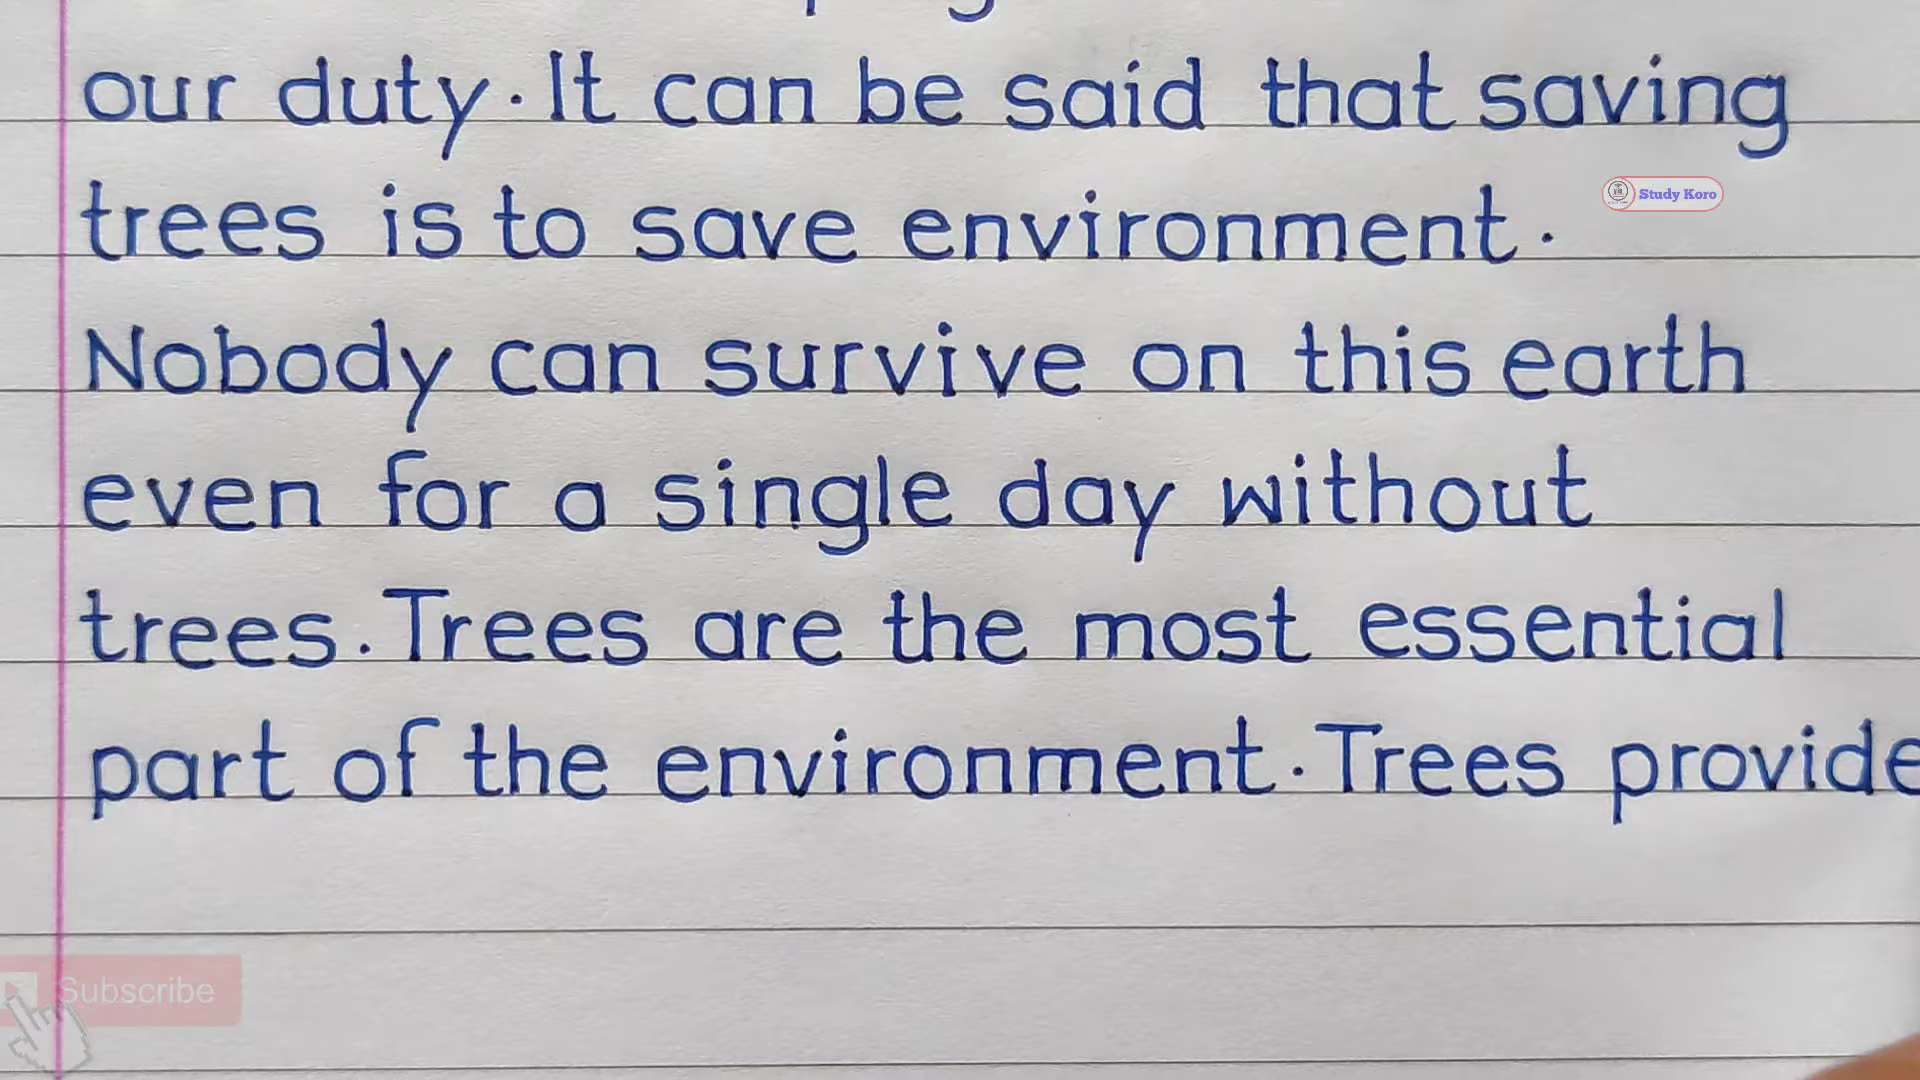 our duty. It can be said that saving
Study Koro
trees is to save environment.
Nobody can survive on this earth
even for a single day without
trees. Trees are the most essential
part of the environment. Trees provide
Subscribe